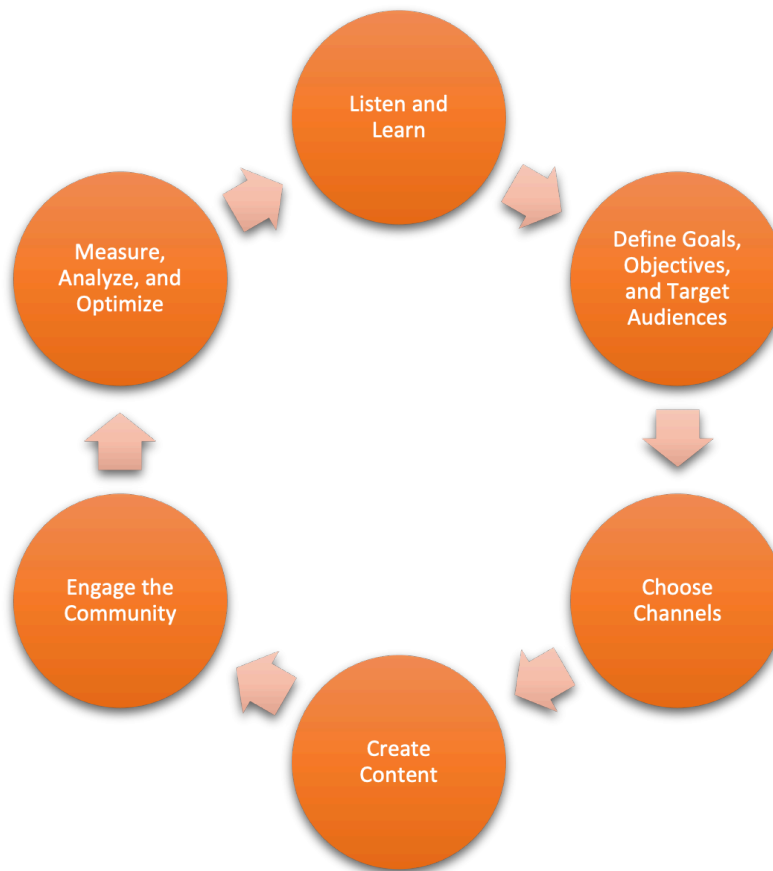 Listen and
Learn
Define Goals,
Objectives,
and Target
Audiences
Choose
Channels
Create
Content
Engage the
Community
Measure,
Analyze, and
Optimize